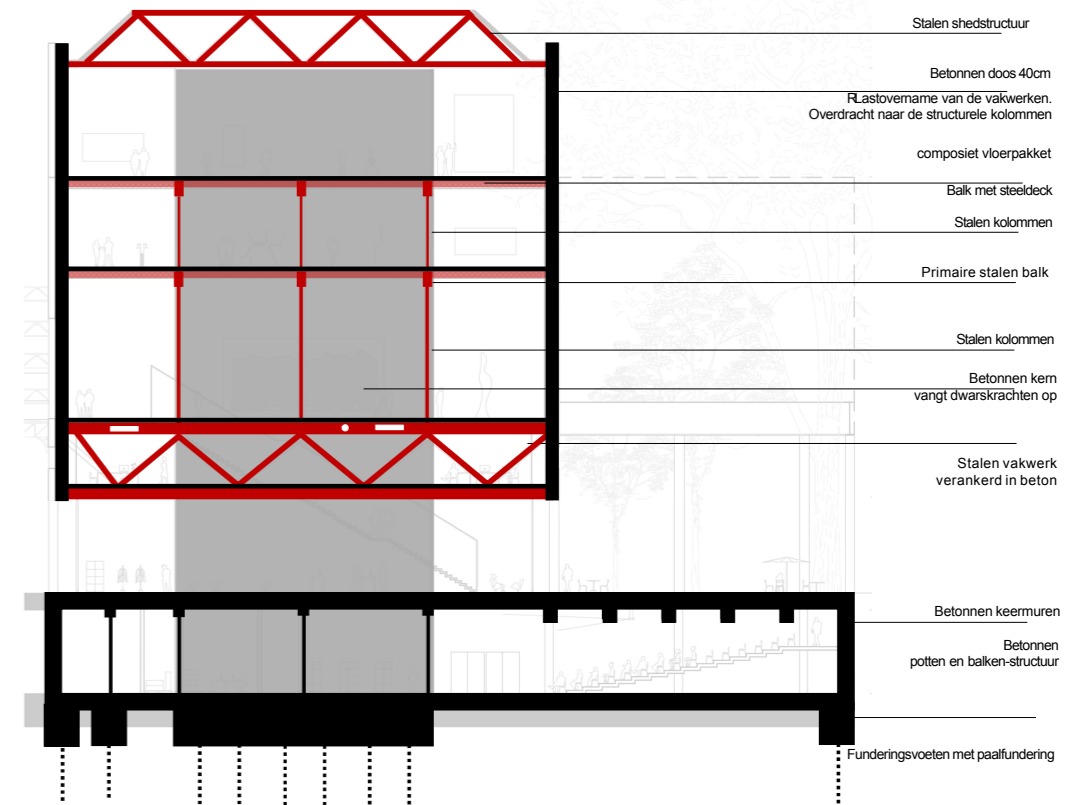 Stalen shedstructuur
Betonnen doos 40cm
RLastovername van de vakwerken.
Overdracht naar de structurele kolommen
composiet vloerpakket
Balk met steeldeck
Stalen kolommen
Primaire stalen balk
Stalen kolommen
Betonnen kern
vangt dwarskrachten op
Stalen vakwerk
verankerd in beton
Betonnen keermuren
Betonnen
potten en balken-structuur
Funderingsvoeten met paalfundering